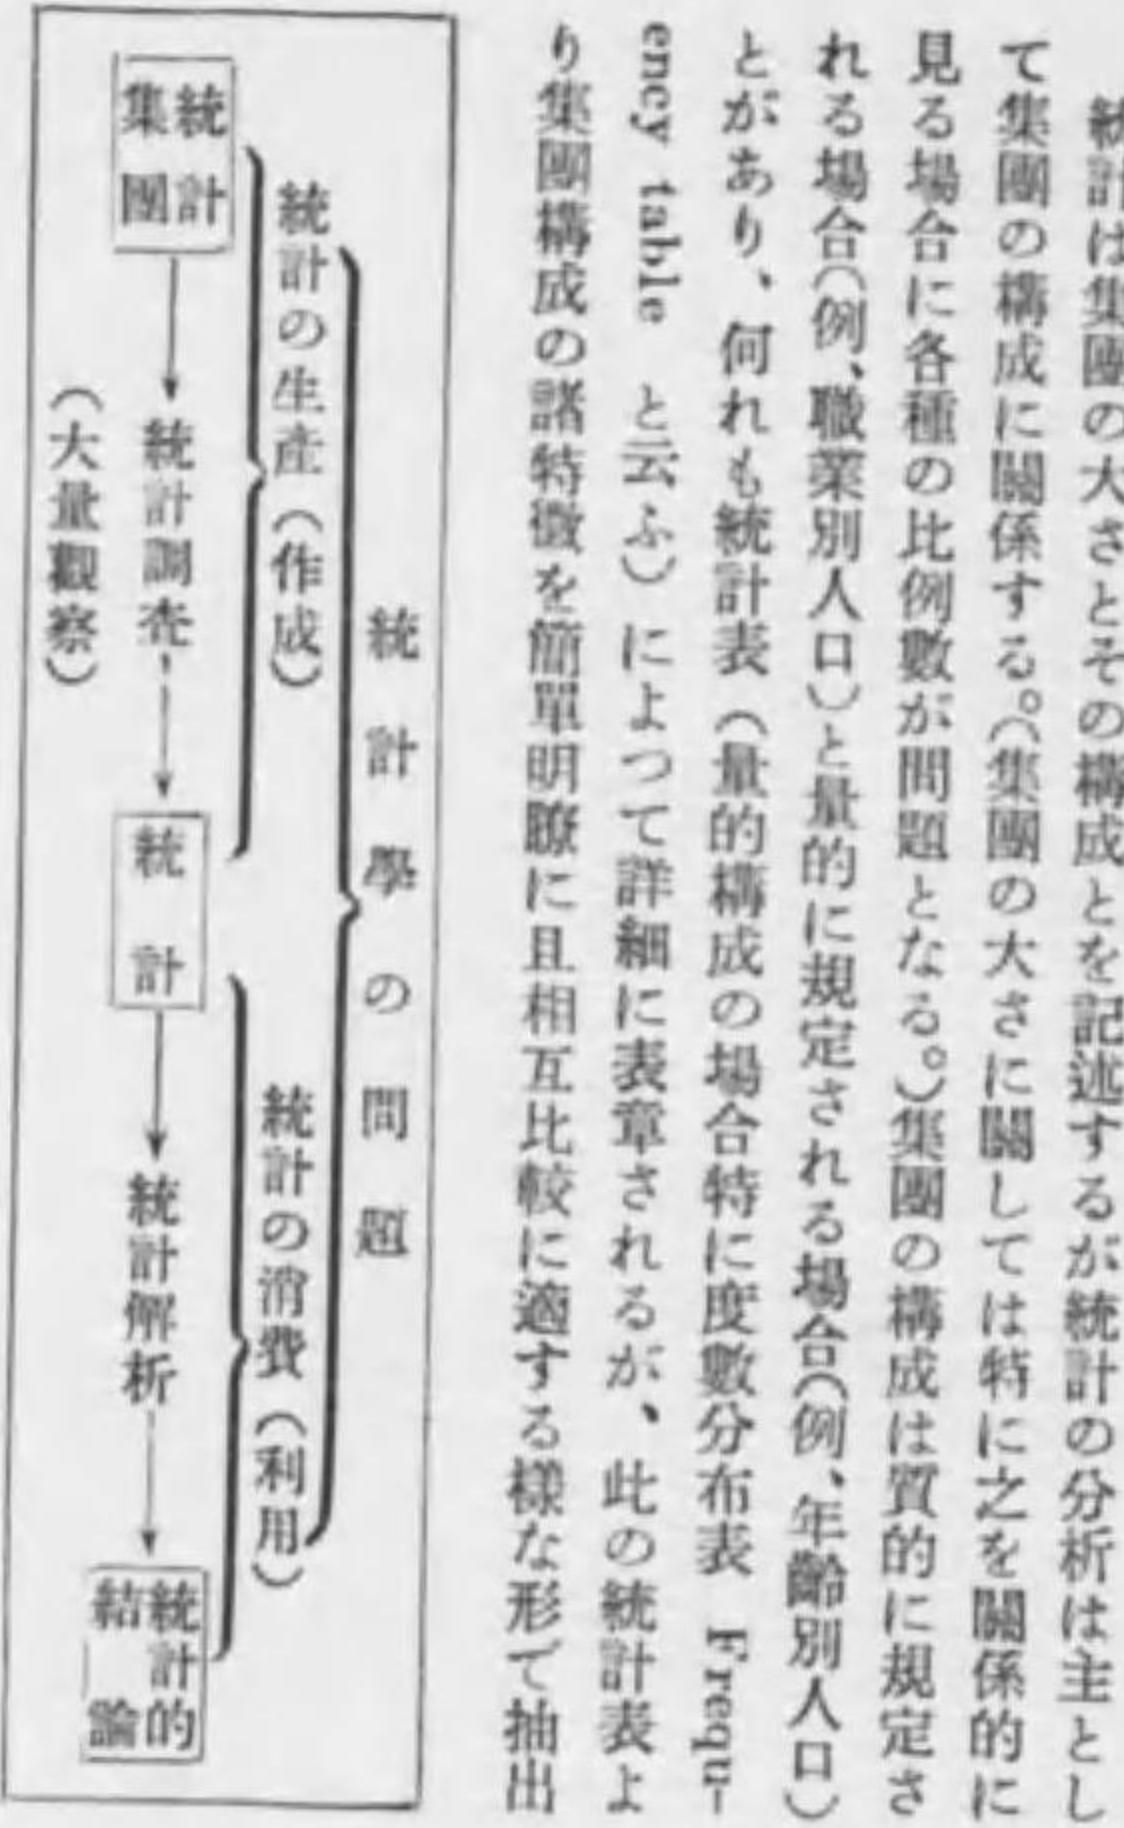 統計は集團の大さとその構成とを記述するが統計の分析は主とし
て集團の構成に關係する。(集團の大さに關しては特に之を關係的に
見る場合に各種の比例數が問題となる。)集團の構成は質的に規定さ
れる場合(例、職業別人口)と量的に規定される場合(例、年齡別人口)
とがあり、何れも統計表(量的構成の場合特に度數分布表 Frequ-
ency table と云ふ)によつて詳細に表章されるが、此の統計表よ
り集團構成の諸特徴を簡單明瞭に且相互比較に適する様な形で抽出
統計學の問題
統計の生産(作成)
統計の消費(利用)
統計
集團
統計調査
(大量觀察)
統計
統計解析
統計的
結論